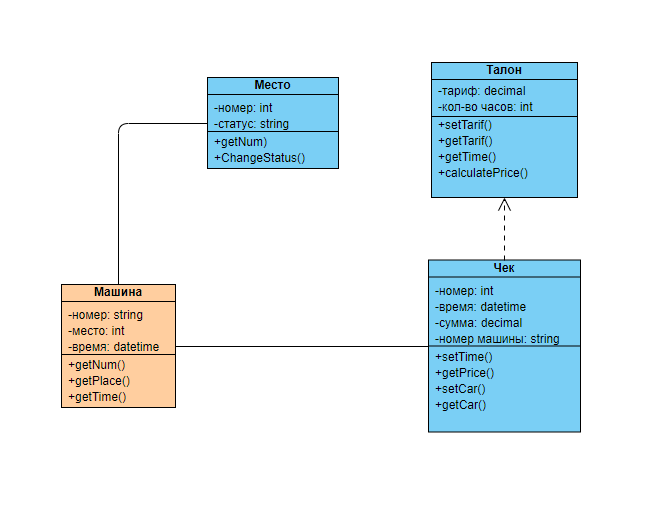 Место
-номер: int
-статус: string
+getNum)
+ChangeStatus()
Талон
-тариф: decimal
-кол-во часов: int
+setTarif()
+getTarif()
+getTime()
+calculatePrice()
Машина
-номер: string
-место: int
-время: datetime
+getNum()
+getPlace()
+getTime()
Чек
-номер: int
-время: datetime
-сумма: decimal
-номер машины: string
+setTime()
+getPrice()
+setCar()
+getCar()